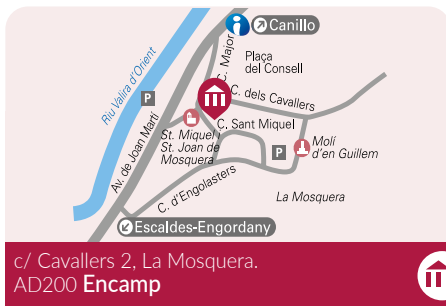 Canillo
C. Major
Plaça
del Consell
Riu Valira d'Orient
P
C. dels Cavallers
Av. de Joan Martí
C. Sant Miquel
St. Miquel i
St. Joan de
Mosquera
P
Molí
d'en Guillem
C. d'Engolasters
La Mosquera
Escaldes-Engordany
c/ Cavallers 2, La Mosquera.
AD200 Encamp